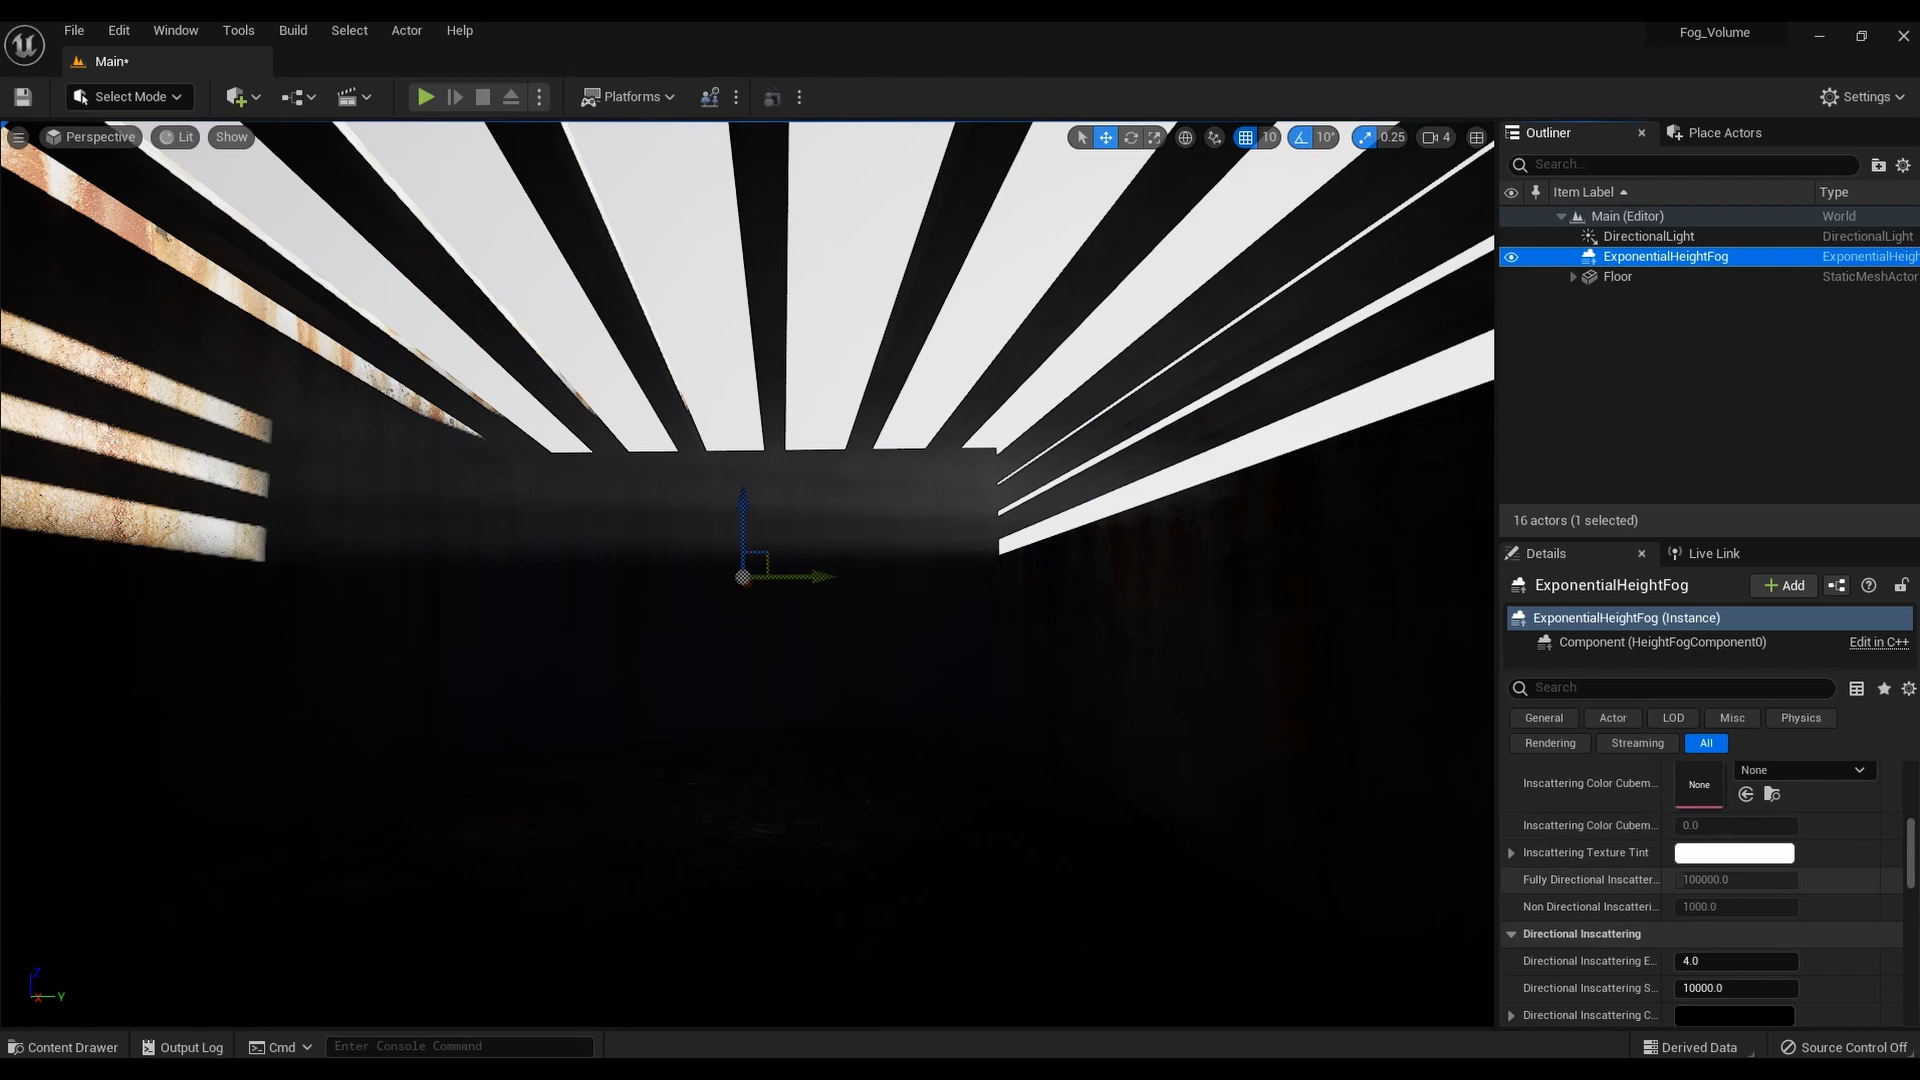 File Edit Window Tools Build Select Actor Help
Fog_Volume
Main*
Select Mode
Platforms
Settings
Perspective Lit Show
10 10° 0.25 4
Outliner Place Actors
Search...
Item Label Type
Main (Editor) World
DirectionalLight DirectionalLight
ExponentialHeightFog ExponentialHeigh
Floor StaticMeshActor
16 actors (1 selected)
Details Live Link
ExponentialHeightFog Add
ExponentialHeightFog (Instance)
Component (HeightFogComponent0) Edit in C++
Search
General Actor LOD Misc Physics
Rendering Streaming All
Inscattering Color Cubem... None None
Inscattering Color Cubem... 0.0
Inscattering Texture Tint
Fully Directional Inscatter... 100000.0
Non Directional Inscatteri... 1000.0
Directional Inscattering
Directional Inscattering E... 4.0
Directional Inscattering S... 10000.0
Directional Inscattering C...
Z
X Y
Content Drawer Output Log Cmd Enter Console Command Derived Data Source Control Off